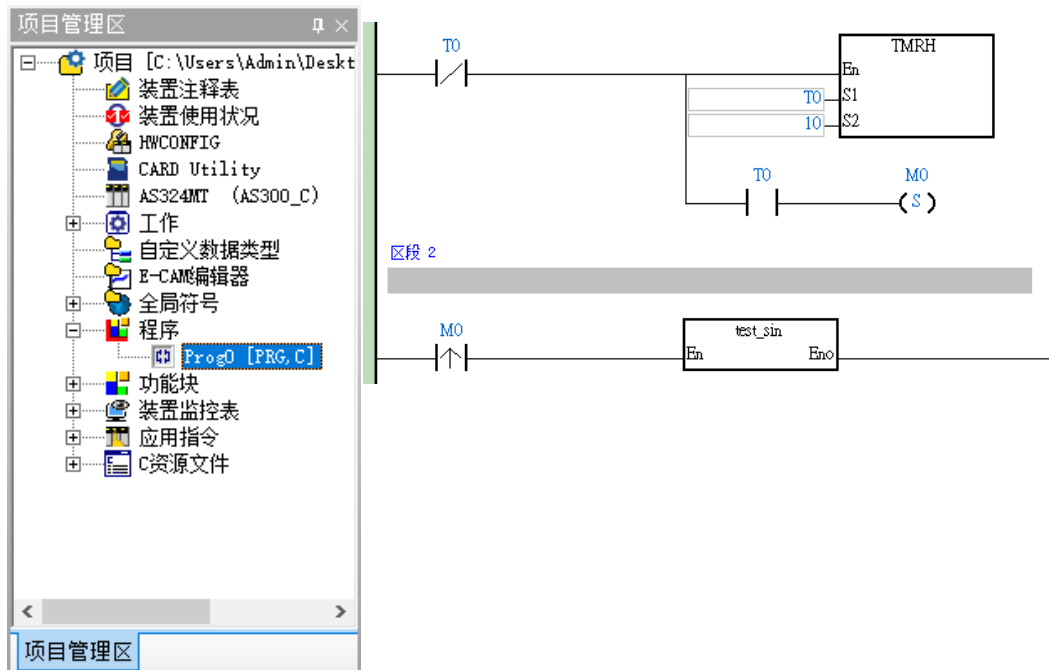 项目管理区
项目 [C:\Users\Admin\Deskt
装置注释表
装置使用状况
HWCONFIG
CARD Utility
AS324MT (AS300_C)
工作
自定义数据类型
E-CAM编辑器
全局符号
程序
Prog0 [PRG,C]
功能块
装置监控表
应用指令
C资源文件
项目管理区
T0
TMRH
En
T0
S1
10
S2
T0
M0
S
区段 2
M0
test_sin
En
Eno